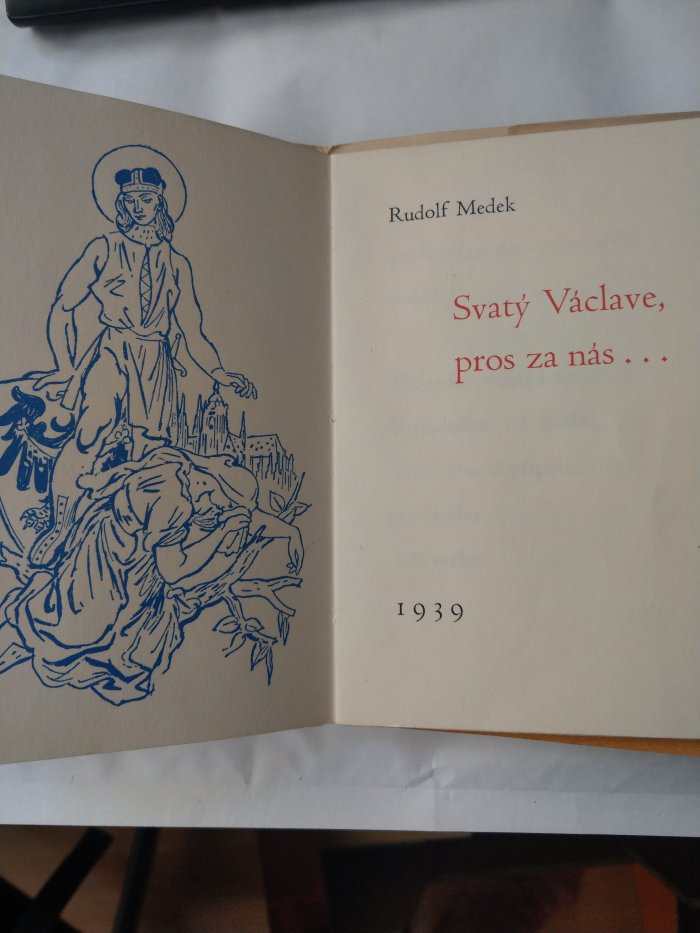 Rudolf Medek
Svatý Václave,
pros za nás...
1939